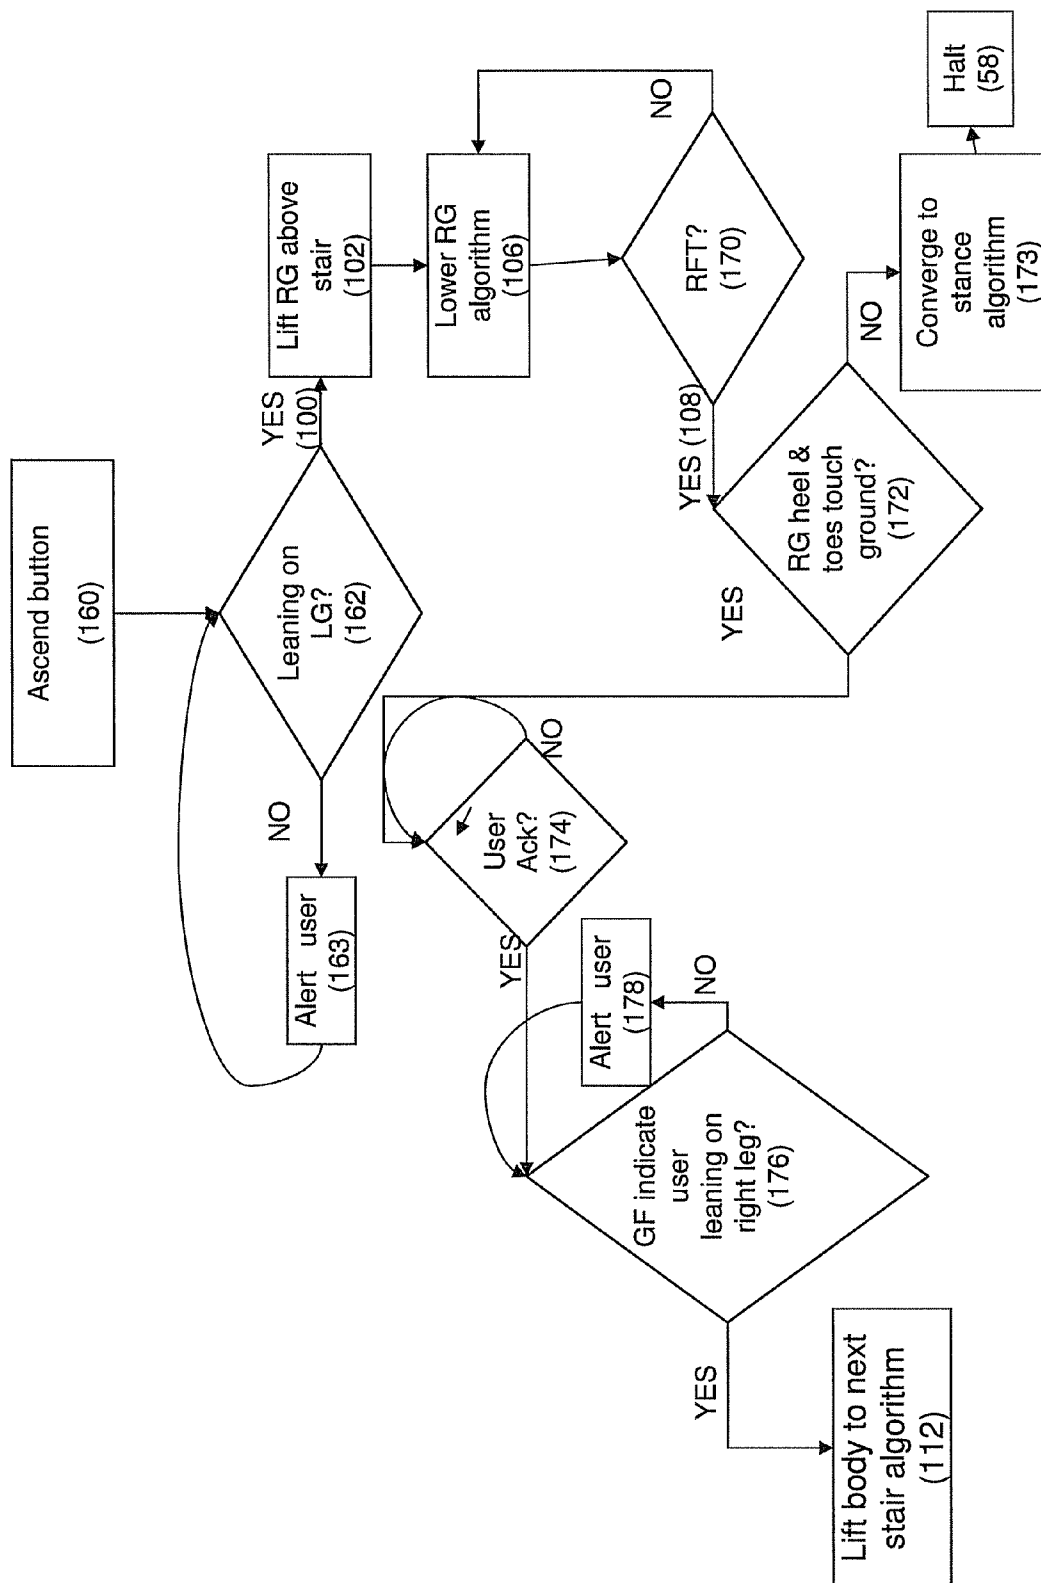 Ascend button
(160)
Leaning on
LG?
(162)
NO
Alert user
(163)
YES
(100)
Lift RG above
stair
(102)
Lower RG
algorithm
(106)
RFT?
(170)
NO
YES (108)
RG heel &
toes touch
ground?
(172)
NO
Converge to
stance
algorithm
(173)
Halt
(58)
YES
User
Ack?
(174)
NO
YES
GF indicate
user
leaning on
right leg?
(176)
NO
Alert user
(178)
YES
Lift body to next
stair algorithm
(112)